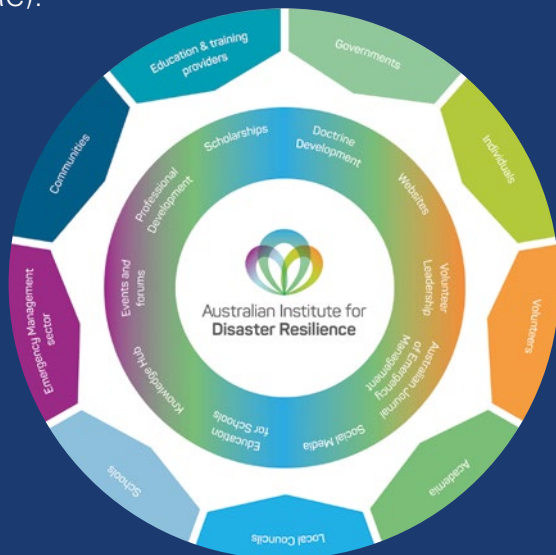 AC).
Education & training
providers
Governments
Individuals
Volunteers
Academia
Local Councils
Schools
Emergency Management
sector
Communities
Scholarships
Doctrine
Development
Websites
Volunteer
Leadership
Australian Journal
of Emergency
Management
Social Media
Education
for Schools
Knowledge Hub
Events and
forums
Professional
Development
Australian Institute for
Disaster Resilience